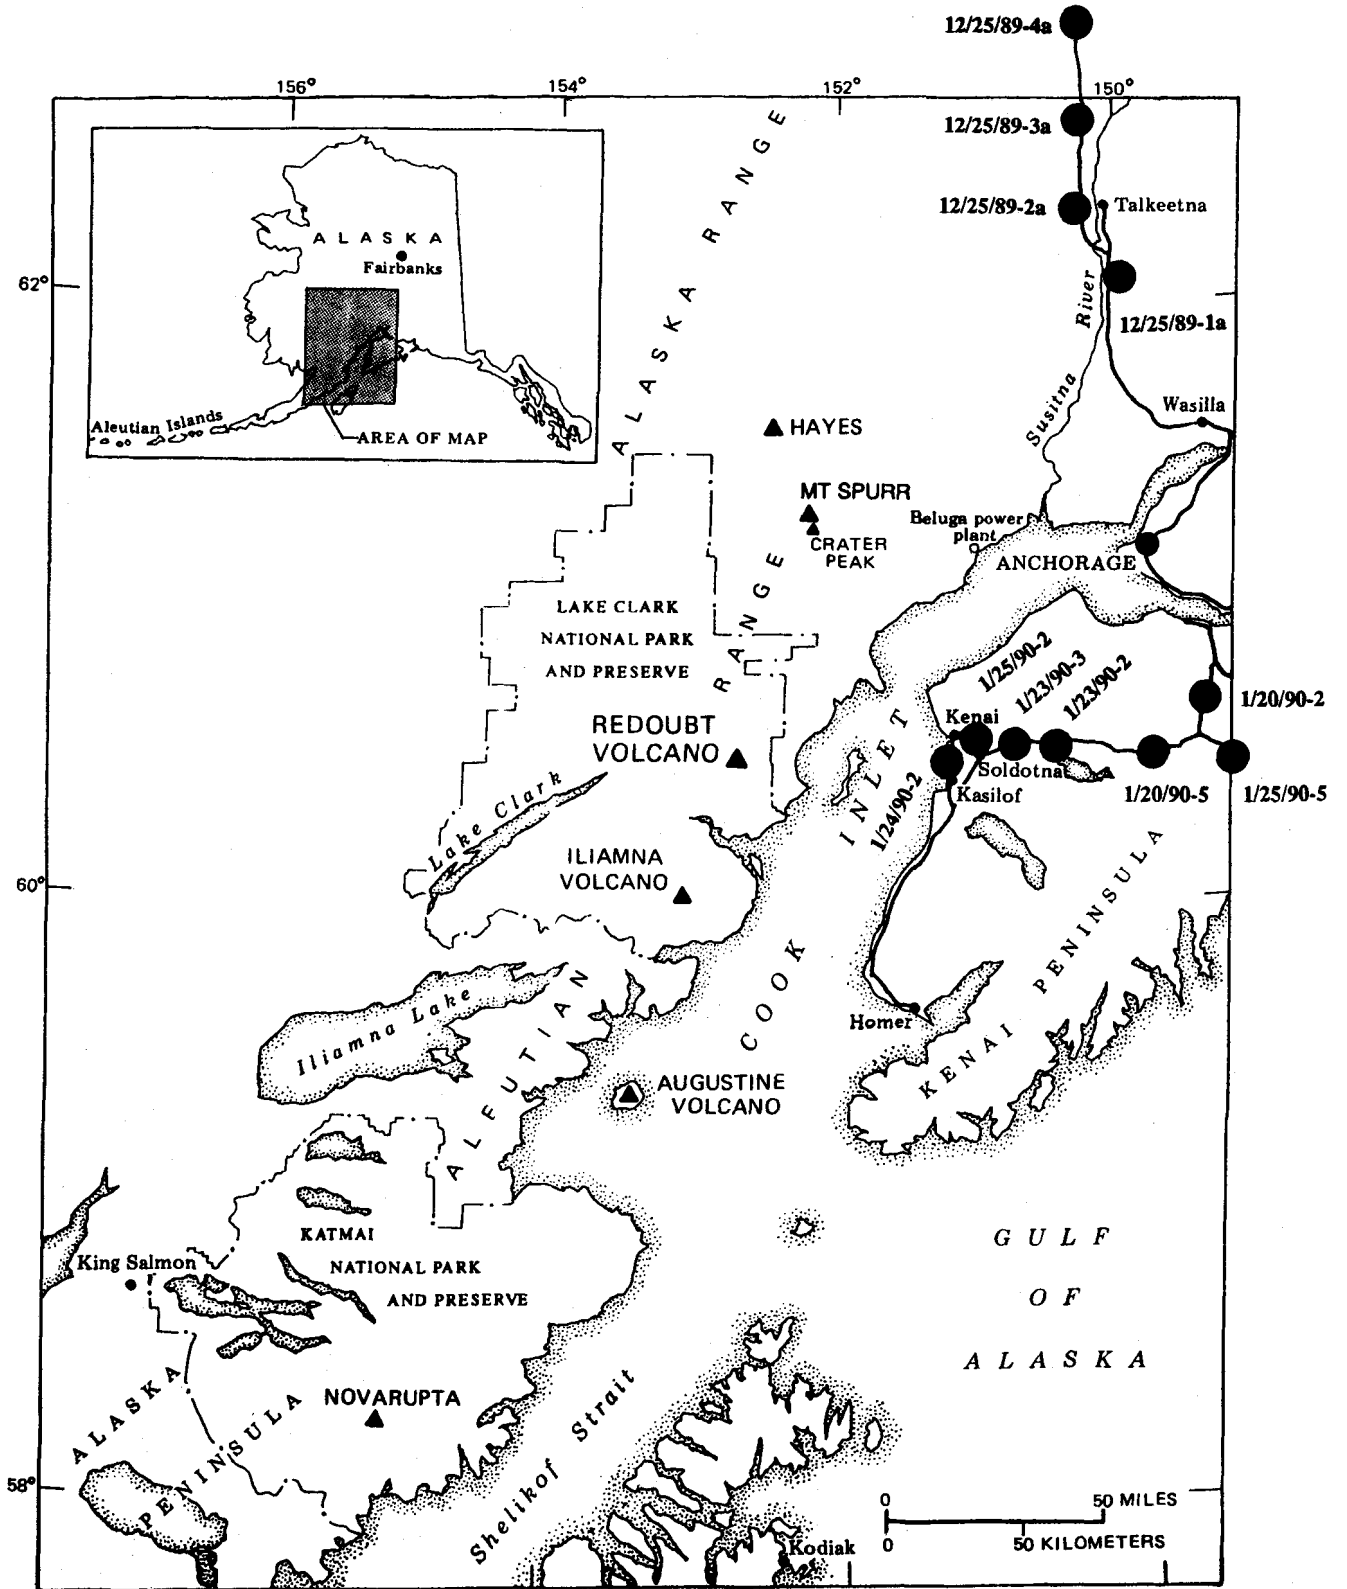 12/25/89-4a
156° 154° 152° 150°
12/25/89-3a
12/25/89-2a
Talkeetna
ALASKA
Fairbanks
Aleutian Islands
AREA OF MAP
ALASKA RANGE
62°
River
12/25/89-1a
Susitna
Wasilla
HAYES
MT SPURR
CRATER
PEAK
Beluga power
plant
ANCHORAGE
LAKE CLARK
NATIONAL PARK
AND PRESERVE
RANGE
1/25/90-2
1/23/90-3
1/23/90-2
1/20/90-2
REDOUBT
VOLCANO
Kenai
Soldotna
Kasilof
1/24/90-2
1/20/90-5
1/25/90-5
INLET
Lake Clark
ILIAMNA
VOLCANO
60°
COOK
KENAI PENINSULA
Homer
Iliamna Lake
ALEUTIAN
AUGUSTINE
VOLCANO
KATMAI
NATIONAL PARK
AND PRESERVE
King Salmon
GULF
OF
ALASKA
NOVARUPTA
ALASKA
PENINSULA
58°
Shelikof Strait
Kodiak
0 50 MILES
0 50 KILOMETERS